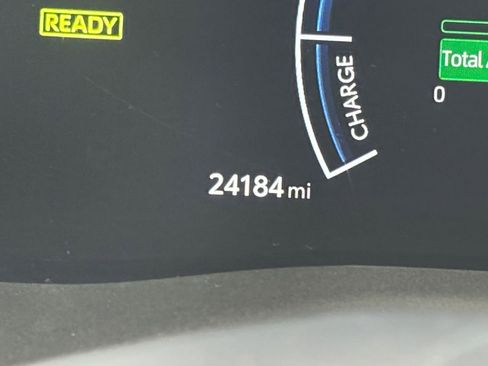 READY
Total
0
CHARGE
24184 mi